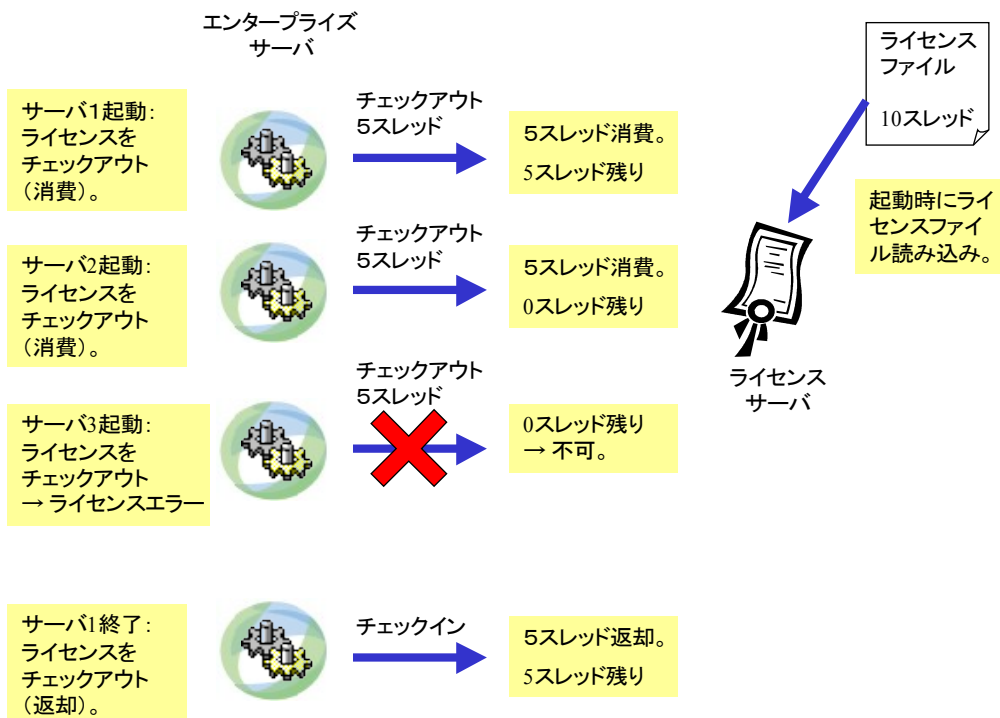 エンタープライズ
サーバ
ライセンス
ファイル
10スレッド
サーバ１起動：
ライセンスを
チェックアウト
（消費）。
チェックアウト
５スレッド
５スレッド消費。
5スレッド残り
起動時にライ
センスファイ
ル読み込み。
サーバ2起動：
ライセンスを
チェックアウト
（消費）。
チェックアウト
５スレッド
５スレッド消費。
0スレッド残り
ライセンス
サーバ
サーバ3起動：
ライセンスを
チェックアウト
→ ライセンスエラー
チェックアウト
５スレッド
0スレッド残り
→ 不可。
サーバ1終了：
ライセンスを
チェックアウト
（返却）。
チェックイン
５スレッド返却。
5スレッド残り